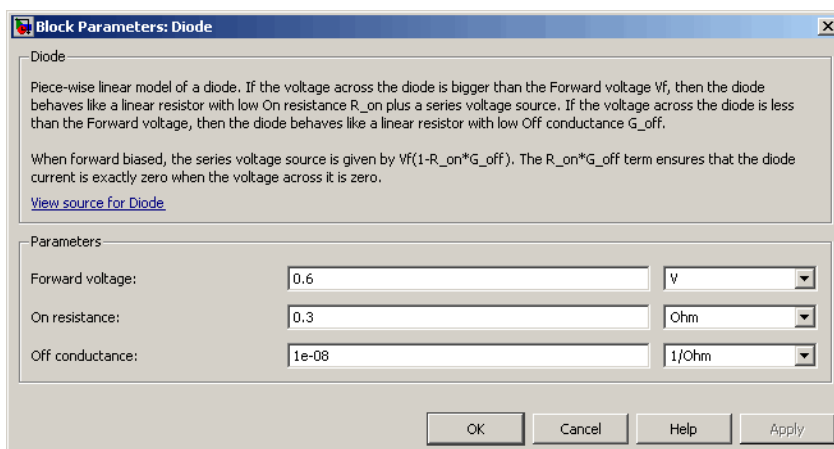 Block Parameters: Diode
Diode
Piece-wise linear model of a diode. If the voltage across the diode is bigger than the Forward voltage Vf, then the diode
behaves like a linear resistor with low On resistance R_on plus a series voltage source. If the voltage across the diode is less
than the Forward voltage, then the diode behaves like a linear resistor with low Off conductance G_off.
When forward biased, the series voltage source is given by Vf(1-R_on*G_off). The R_on*G_off term ensures that the diode
current is exactly zero when the voltage across it is zero.
View source for Diode
Parameters
Forward voltage: 0.6 V
On resistance: 0.3 Ohm
Off conductance: 1e-08 1/Ohm
OK Cancel Help Apply